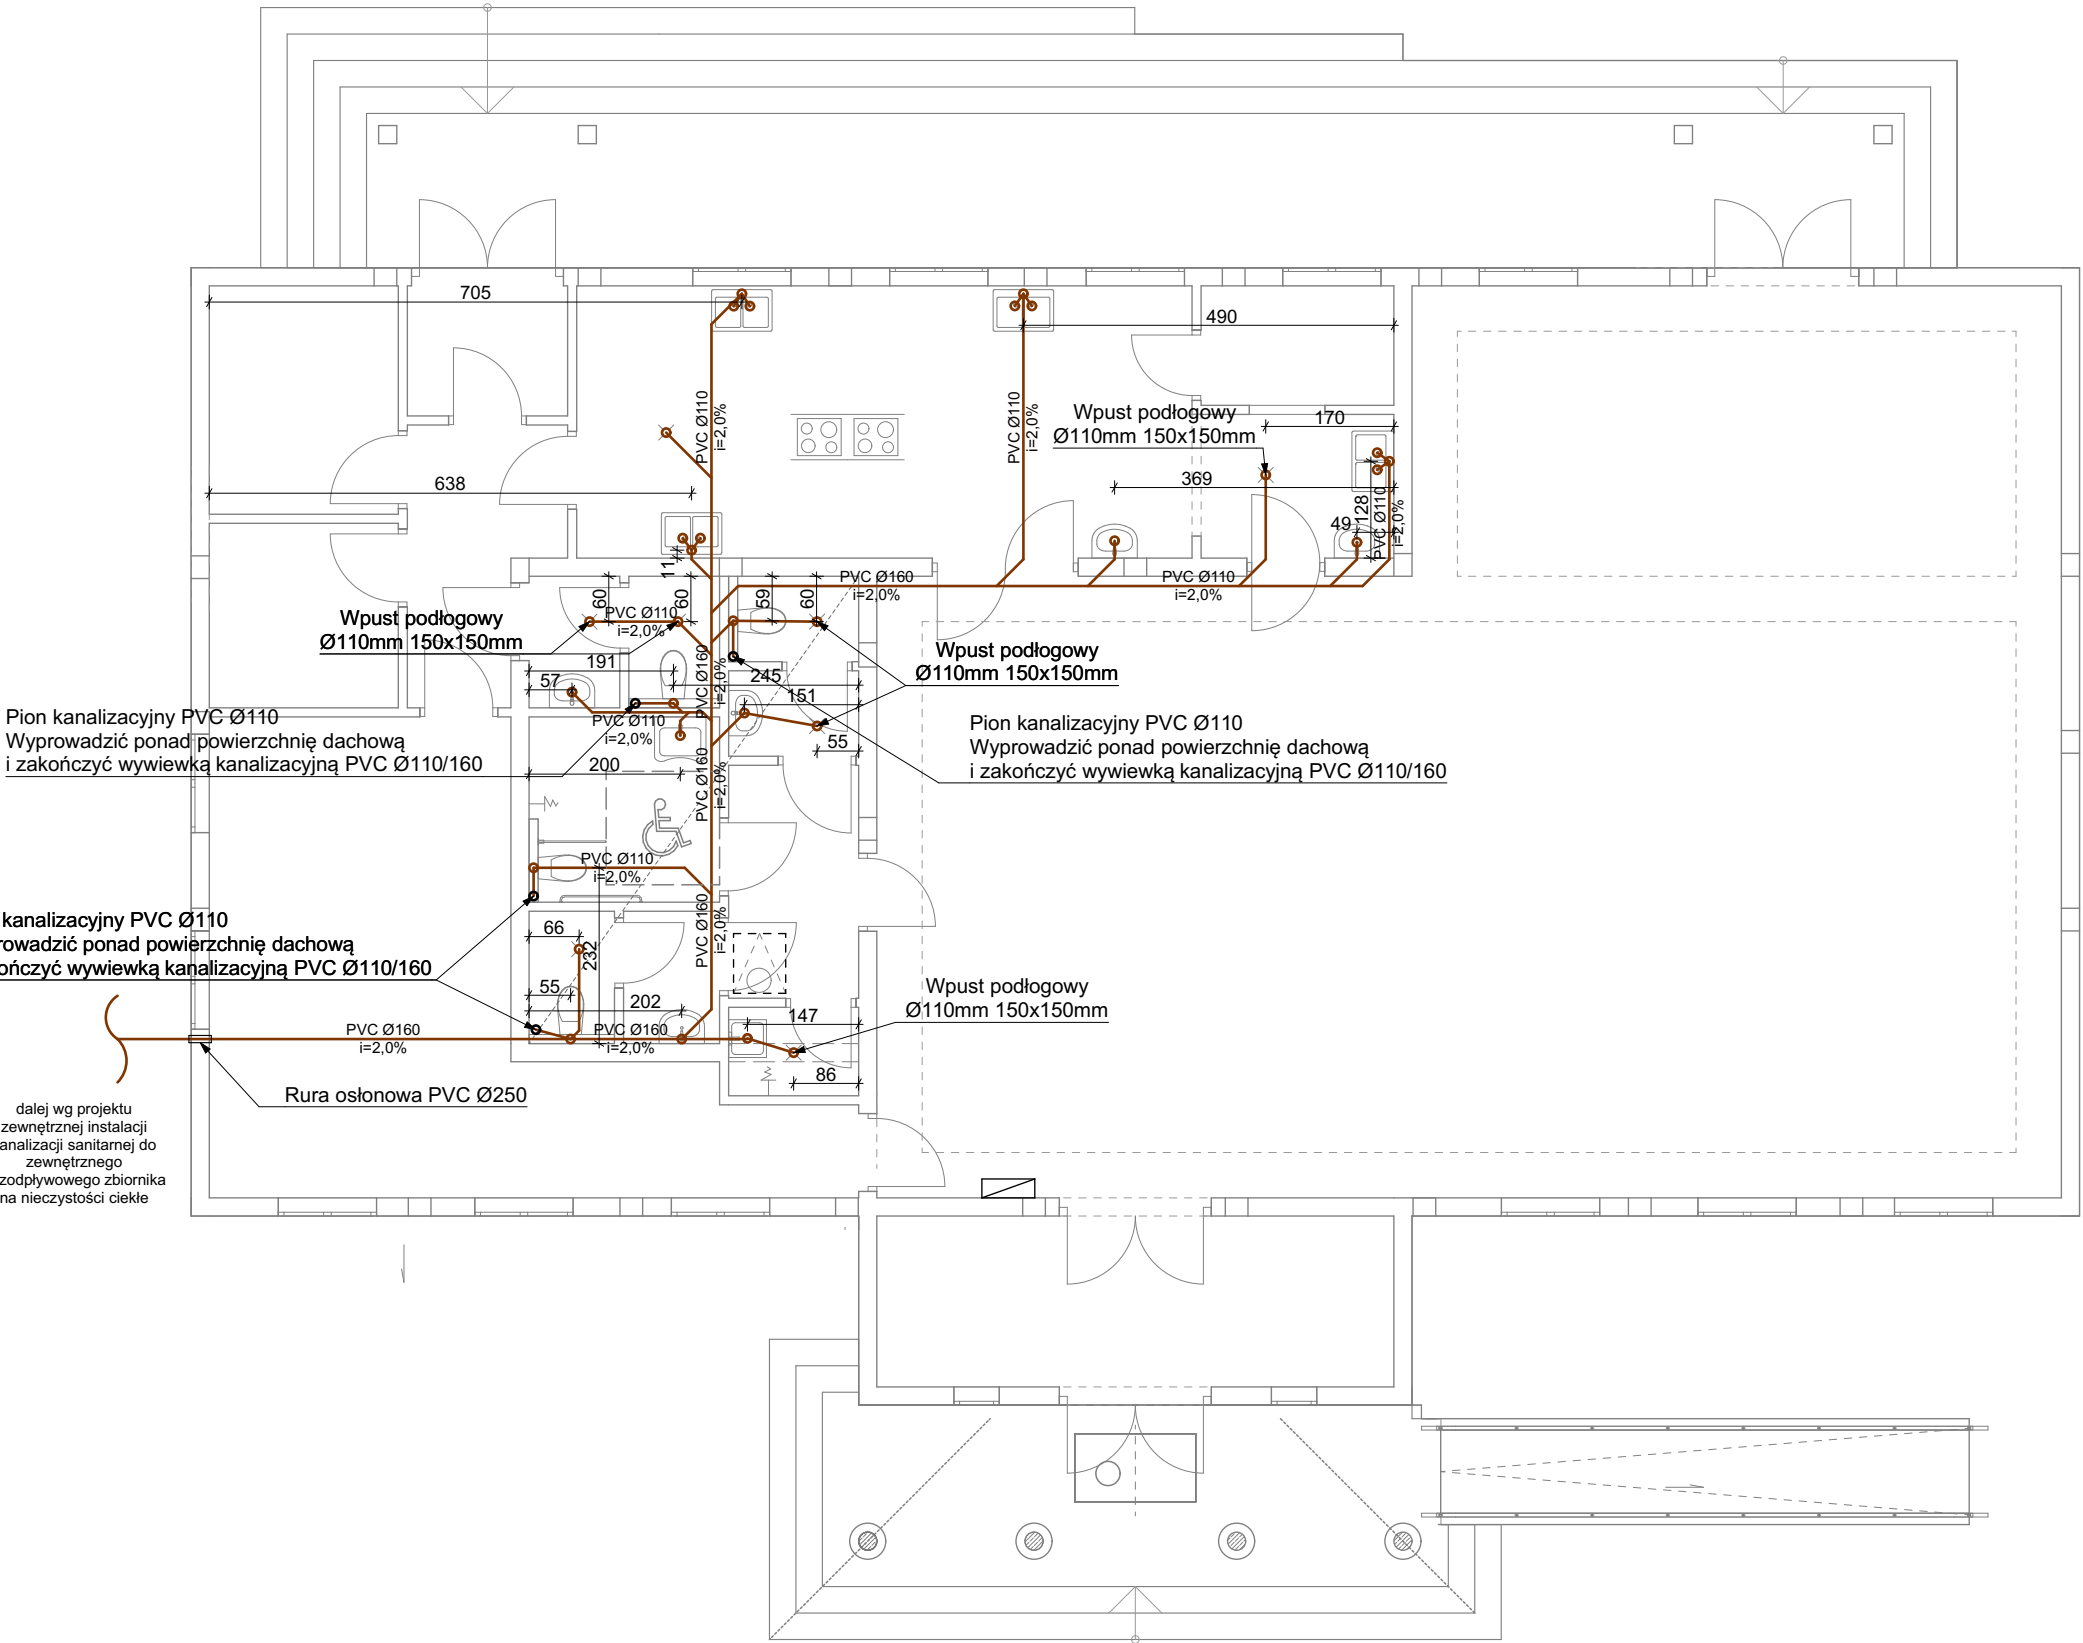 705
490
PVC Ø110
i=2,0%
PVC Ø110
i=2,0%
Wpust podłogowy
Ø110mm 150x150mm
170
638
369
128
49
PVC Ø110
i=2,0%
11
60
60
59
60
PVC Ø160
i=2,0%
PVC Ø110
i=2,0%
Wpust podłogowy
Ø110mm 150x150mm
PVC Ø110
i=2,0%
191
57
PVC Ø160
i=2,0%
245
151
Wpust podłogowy
Ø110mm 150x150mm
Pion kanalizacyjny PVC Ø110
Wyprowadzić ponad powierzchnię dachową
i zakończyć wywiewką kanalizacyjną PVC Ø110/160
PVC Ø110
i=2,0%
200
PVC Ø160
i=2,0%
55
Pion kanalizacyjny PVC Ø110
Wyprowadzić ponad powierzchnię dachową
i zakończyć wywiewką kanalizacyjną PVC Ø110/160
PVC Ø110
i=2,0%
kanalizacyjny PVC Ø110
rowadzić ponad powierzchnię dachową
ończyć wywiewką kanalizacyjną PVC Ø110/160
66
232
PVC Ø160
i=2,0%
55
202
147
Wpust podłogowy
Ø110mm 150x150mm
PVC Ø160
i=2,0%
PVC Ø160
i=2,0%
86
Rura osłonowa PVC Ø250
dalej wg projektu
zewnętrznej instalacji
analizacji sanitarnej do
zewnętrznego
zodpływowego zbiornika
na nieczystości ciekłe